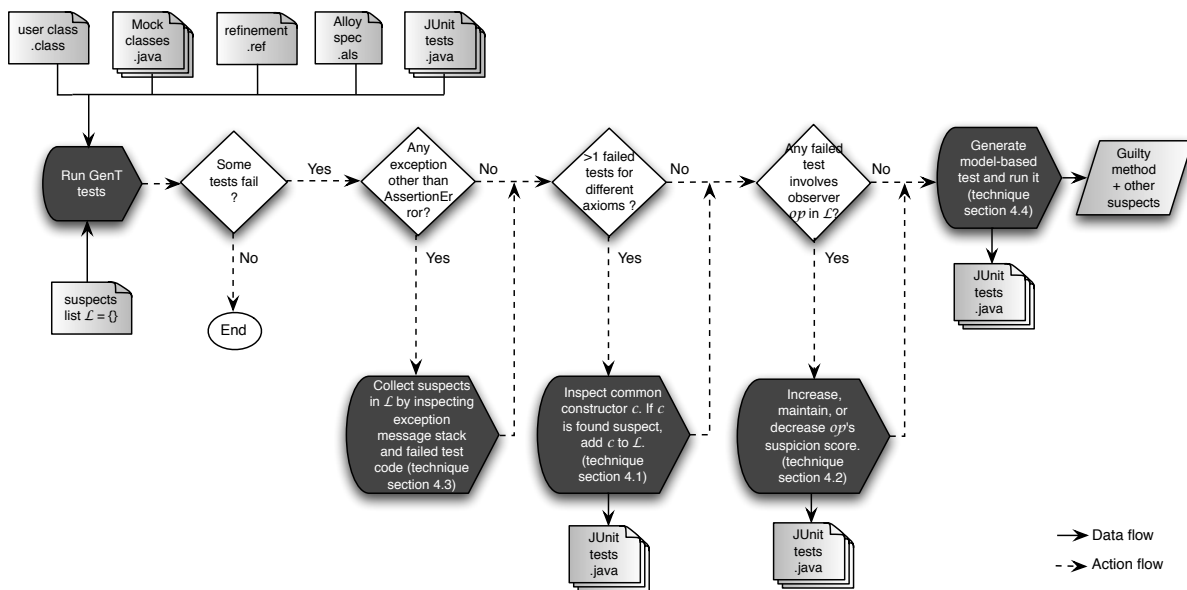 user class
.class
Mock
classes
.java
refinement
.ref
Alloy
spec
.als
JUnit
tests
.java
Run GenT
tests
Some
tests fail
?
Yes
No
End
suspects
list ℒ = {}
Any
exception
other than
AssertionEr
ror?
No
Yes
Collect suspects
in ℒ by inspecting
exception
message stack
and failed test
code (technique
section 4.3)
>1 failed
tests for
different
axioms ?
No
Yes
Inspect common
constructor c. If c
is found suspect,
add c to ℒ.
(technique
section 4.1)
JUnit
tests
.java
Any failed
test
involves
observer
op in ℒ?
No
Yes
Increase,
maintain, or
decrease op's
suspicion score.
(technique
section 4.2)
JUnit
tests
.java
Generate
model-based
test and run it
(technique
section 4.4)
JUnit
tests
.java
Guilty
method
+ other
suspects
Data flow
Action flow